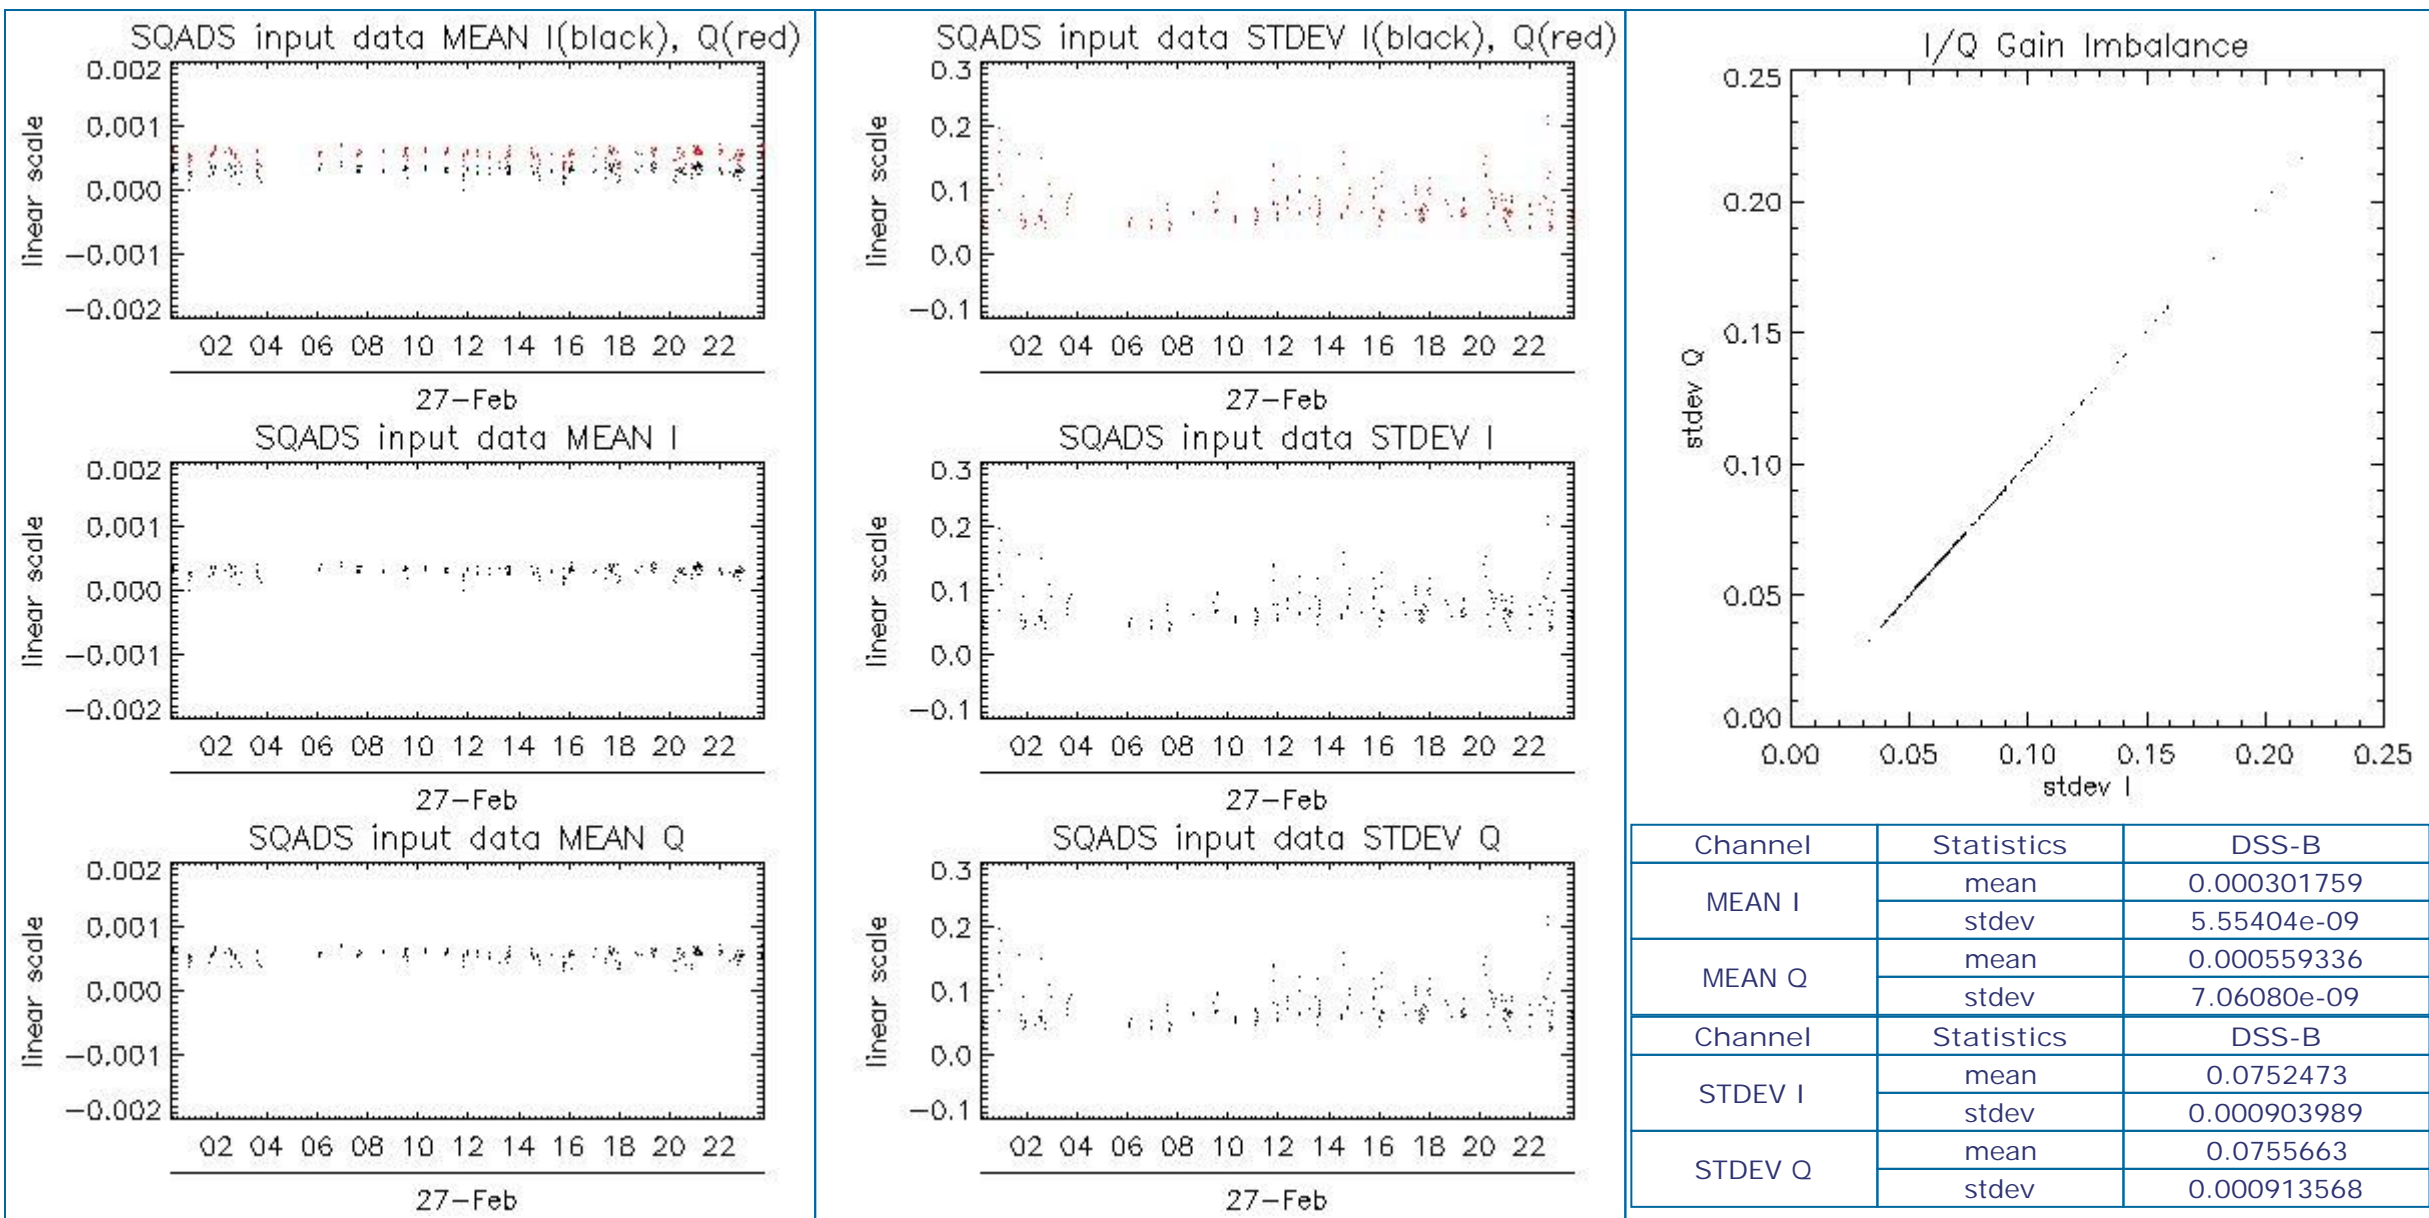 SQADS input data MEAN I(black), Q(red)
0.002
0.001
0.000
−0.001
−0.002
linear scale
02 04 06 08 10 12 14 16 18 20 22
27−Feb
SQADS input data MEAN I
0.002
0.001
0.000
−0.001
−0.002
linear scale
02 04 06 08 10 12 14 16 18 20 22
27−Feb
SQADS input data MEAN Q
0.002
0.001
0.000
−0.001
−0.002
linear scale
02 04 06 08 10 12 14 16 18 20 22
27−Feb
SQADS input data STDEV I(black), Q(red)
0.3
0.2
0.1
0.0
−0.1
linear scale
02 04 06 08 10 12 14 16 18 20 22
27−Feb
SQADS input data STDEV I
0.3
0.2
0.1
0.0
−0.1
linear scale
02 04 06 08 10 12 14 16 18 20 22
27−Feb
SQADS input data STDEV Q
0.3
0.2
0.1
0.0
−0.1
linear scale
02 04 06 08 10 12 14 16 18 20 22
27−Feb
I/Q Gain Imbalance
0.25
0.20
0.15
0.10
0.05
0.00
stdev Q
0.00 0.05 0.10 0.15 0.20 0.25
stdev I
Channel Statistics DSS-B
MEAN I mean 0.000301759
stdev 5.55404e-09
MEAN Q mean 0.000559336
stdev 7.06080e-09
Channel Statistics DSS-B
STDEV I mean 0.0752473
stdev 0.000903989
STDEV Q mean 0.0755663
stdev 0.000913568